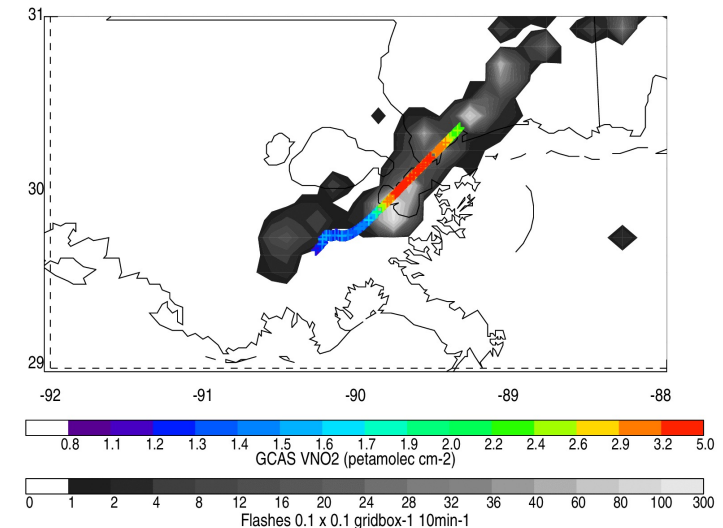 31
30
29
-92 -91 -90 -89 -88
0.8 1.1 1.2 1.3 1.4 1.5 1.6 1.7 1.9 2.0 2.2 2.4 2.6 2.9 3.2 5.0
GCAS VNO2 (petamolec cm-2)
0 1 2 4 8 12 16 20 24 28 32 36 40 60 80 100 300
Flashes 0.1 x 0.1 gridbox-1 10min-1